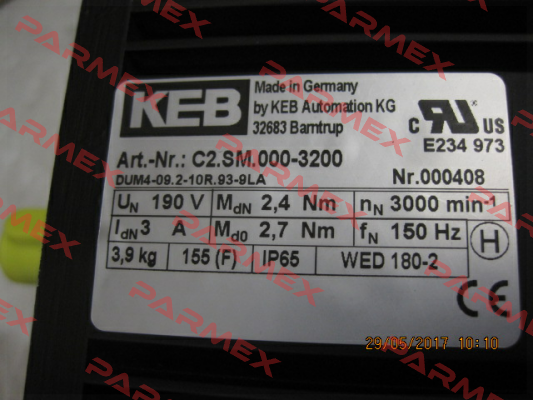 KEB
Made in Germany
by KEB Automation KG
32683 Barntrup
C RU US
E234 973
Art.-Nr.: C2.SM.000-3200
DUM4-09.2-10R.93-9LA
Nr.000408
UN 190 V MdN 2,4 Nm nN 3000 min-1
IdN 3 A Md0 2,7 Nm fN 150 Hz H
3,9 kg 155 (F) IP65 WED 180-2
CE
29/05/2017 10:10
PARMEX
PARMEX
PARMEX
PARMEX
PARMEX
PARMEX